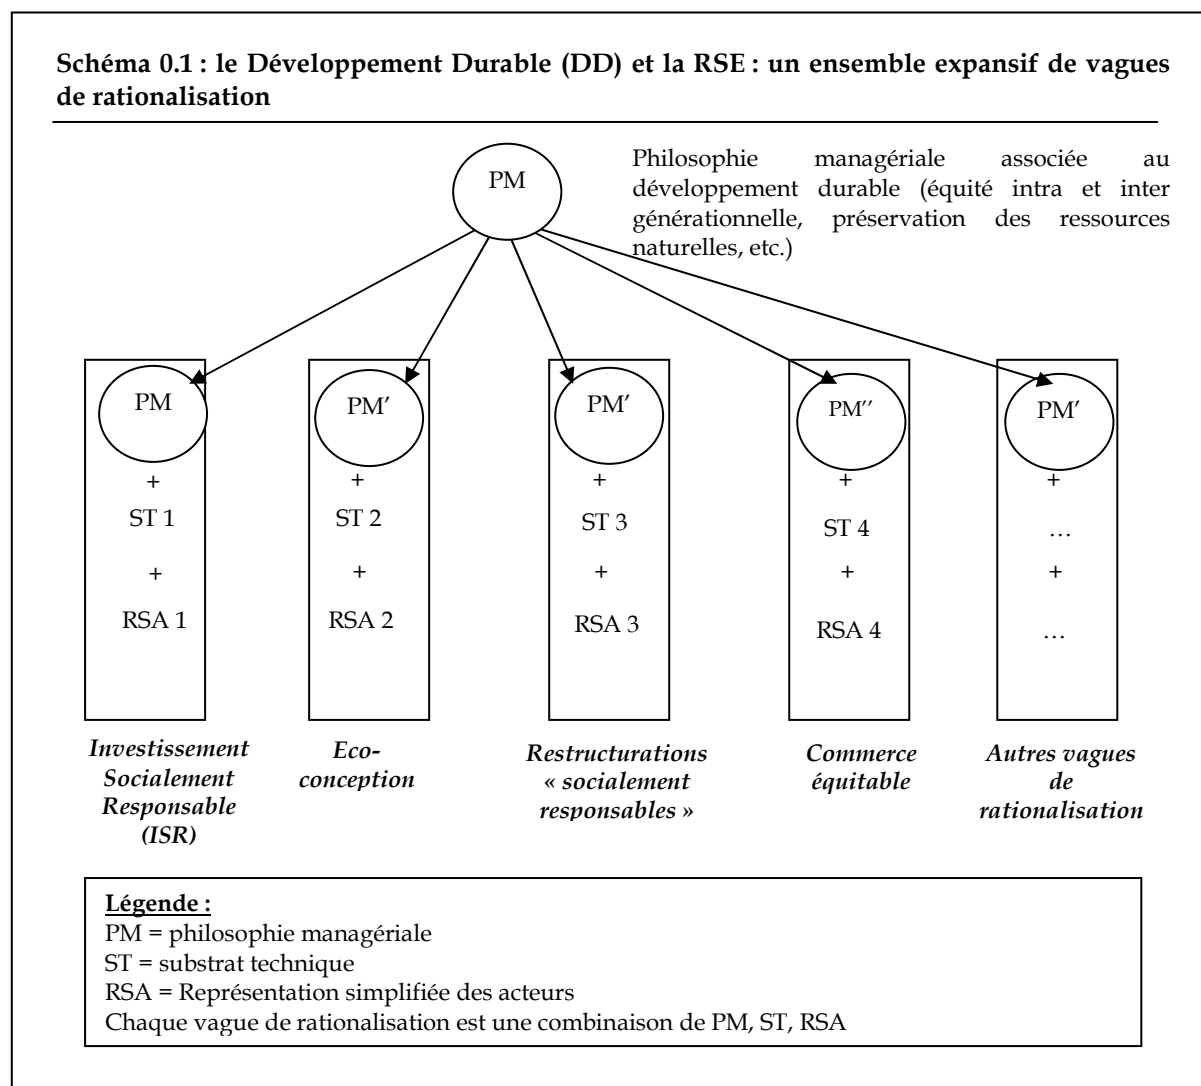 Schéma 0.1 : le Développement Durable (DD) et la RSE : un ensemble expansif de vagues
de rationalisation
PM
Philosophie managériale associée au
développement durable (équité intra et inter
générationnelle, préservation des ressources
naturelles, etc.)
PM
+
ST 1
+
RSA 1
Investissement
Socialement
Responsable
(ISR)
PM’
+
ST 2
+
RSA 2
Eco-
conception
PM’
+
ST 3
+
RSA 3
Restructurations
« socialement
responsables »
PM’’
+
ST 4
+
RSA 4
Commerce
équitable
PM’
+
…
+
…
Autres vagues
de
rationalisation
Légende :
PM = philosophie managériale
ST = substrat technique
RSA = Représentation simplifiée des acteurs
Chaque vague de rationalisation est une combinaison de PM, ST, RSA